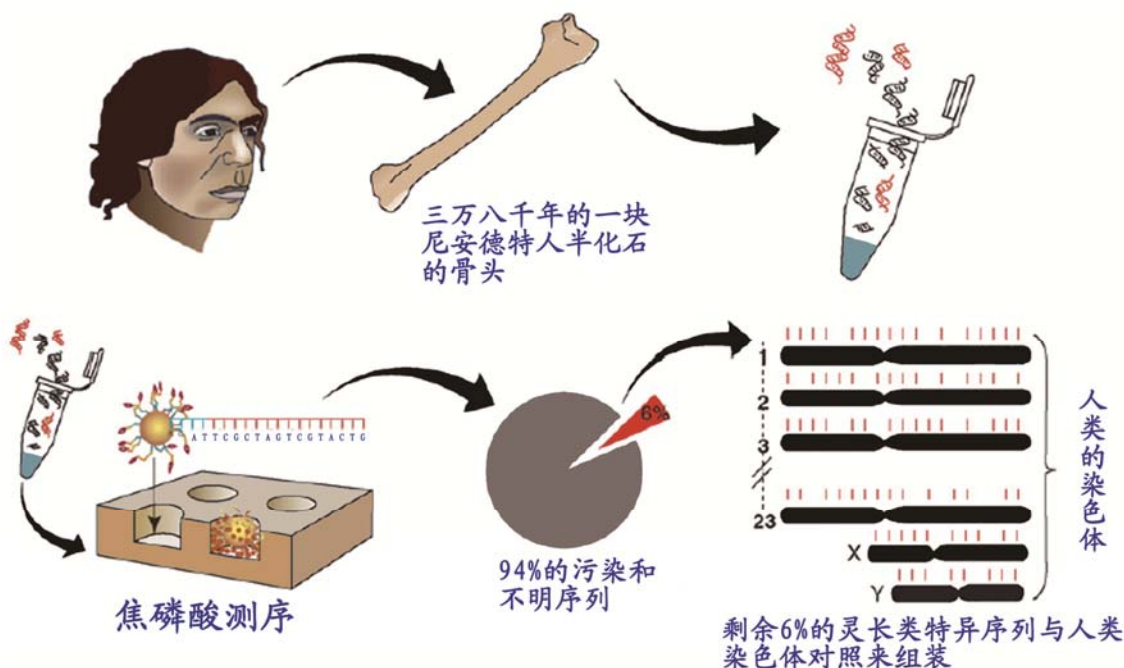 三万八千年的一块
尼安德特人半化石
的骨头
ATTCGCTAGTCGTACTG
焦磷酸测序
6%
94%的污染和
不明序列
1
2
3
23
X
Y
人类的染色体
剩余6%的灵长类特异序列与人类
染色体对照来组装